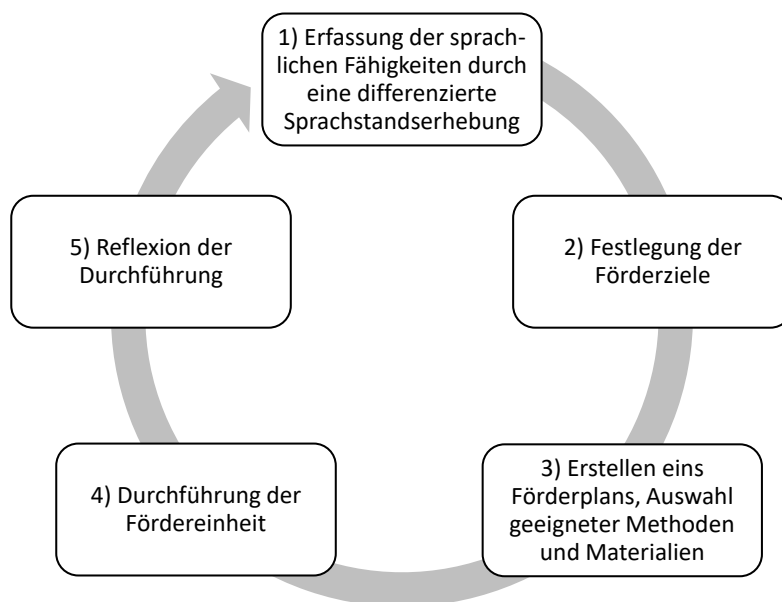 1) Erfassung der sprach-
lichen Fähigkeiten durch
eine differenzierte
Sprachstandserhebung
2) Festlegung der
Förderziele
3) Erstellen eins
Förderplans, Auswahl
geeigneter Methoden
und Materialien
4) Durchführung der
Fördereinheit
5) Reflexion der
Durchführung